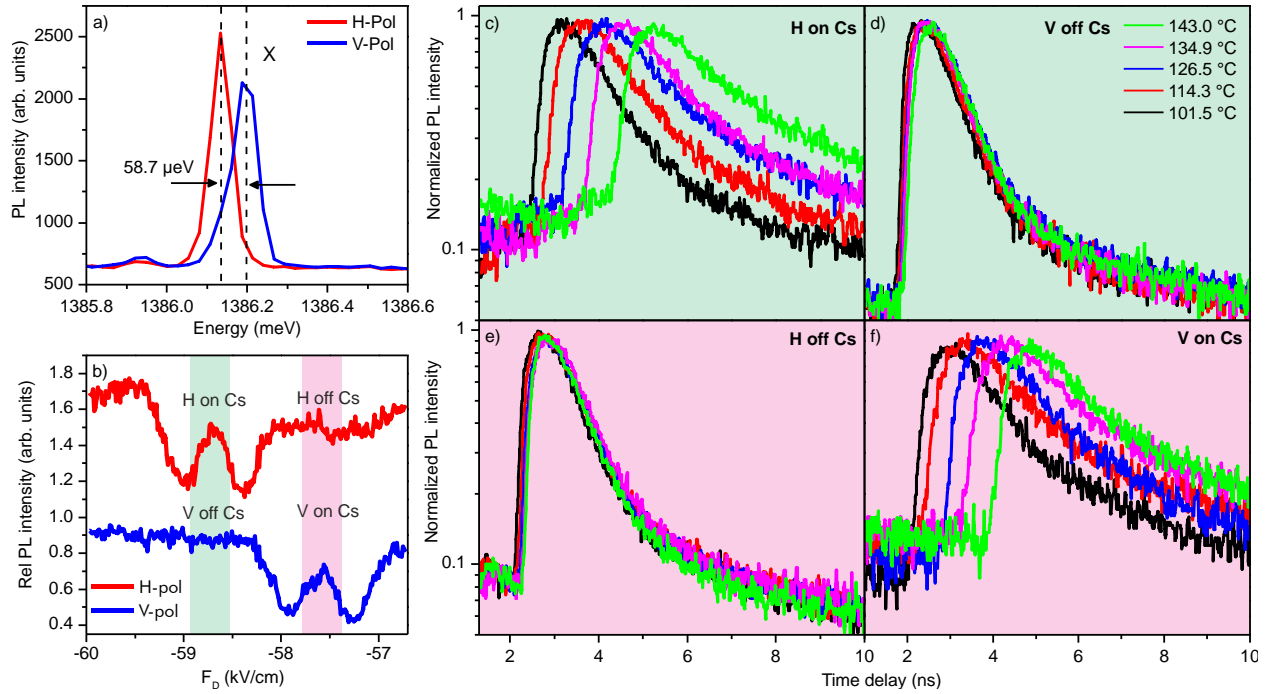 a)
H-Pol
V-Pol
X
58.7 µeV
PL intensity (arb. units)
2500
2000
1500
1000
500
1385.8
1386.0
1386.2
1386.4
1386.6
Energy (meV)
b)
H on Cs
H off Cs
V off Cs
V on Cs
H-pol
V-pol
Rel PL intensity (arb. units)
1.8
1.6
1.4
1.2
1.0
0.8
0.6
0.4
-60
-59
-58
-57
F_D (kV/cm)
c)
H on Cs
Normalized PL intensity
1
0.1
d)
V off Cs
143.0 °C
134.9 °C
126.5 °C
114.3 °C
101.5 °C
e)
H off Cs
Normalized PL intensity
1
0.1
2
4
6
8
10
f)
V on Cs
2
4
6
8
10
Time delay (ns)